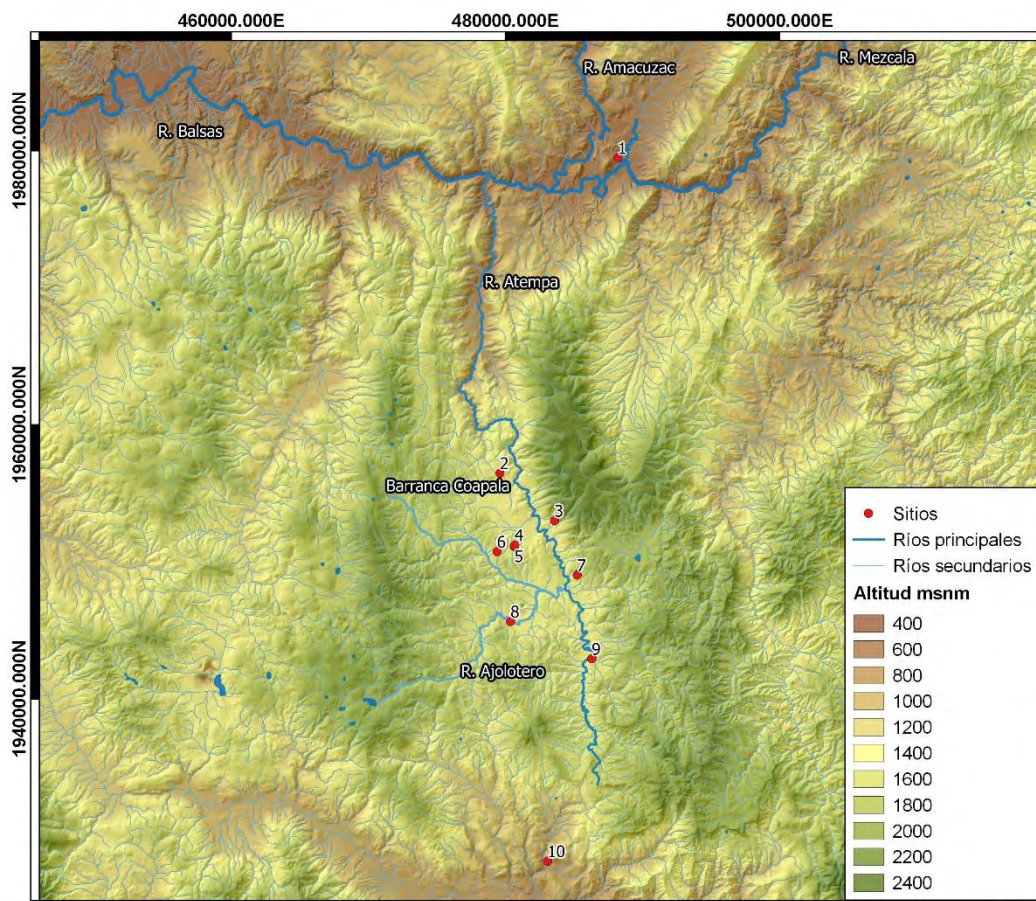 460000.000E
480000.000E
500000.000E
1980000.000N
1960000.000N
1940000.000N
R. Amacuzac
R. Mezcala
R. Balsas
1
R. Atempa
2
Barranca Coapala
3
4
6
5
7
8
9
R. Ajolotero
10
Sitios
Ríos principales
Ríos secundarios
Altitud msnm
400
600
800
1000
1200
1400
1600
1800
2000
2200
2400